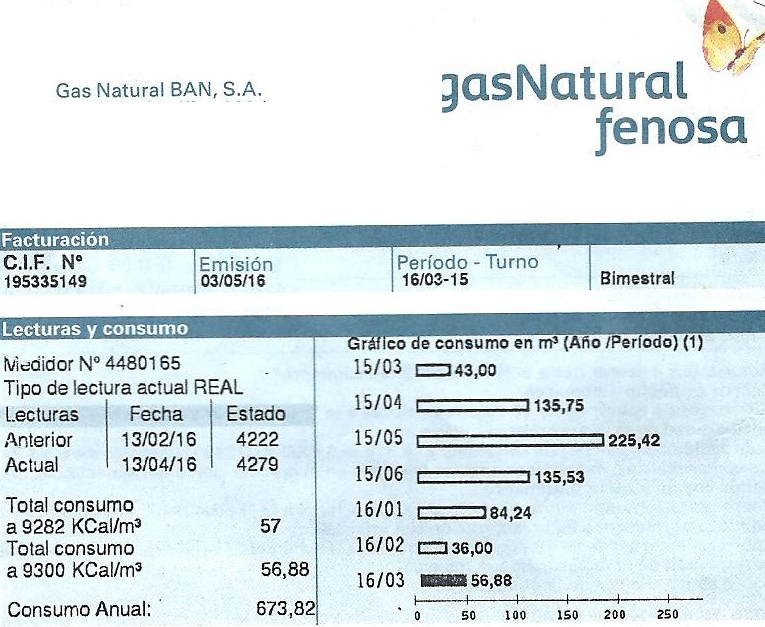 Gas Natural BAN, S.A.
gasNatural
fenosa
Facturación
C.I.F. Nº
195335149
Emisión
03/05/16
Período - Turno
16/03-15
Bimestral
Lecturas y consumo
Medidor Nº 4480165
Tipo de lectura actual REAL
Lecturas Fecha Estado
Anterior 13/02/16 4222
Actual 13/04/16 4279
Total consumo
a 9282 KCal/m³ 57
Total consumo
a 9300 KCal/m³ 56,88
Consumo Anual: 673,82
Gráfico de consumo en m³ (Año /Período) (1)
15/03 43,00
15/04 135,75
15/05 225,42
15/06 135,53
16/01 84,24
16/02 36,00
16/03 56,88
0 50 100 150 200 250